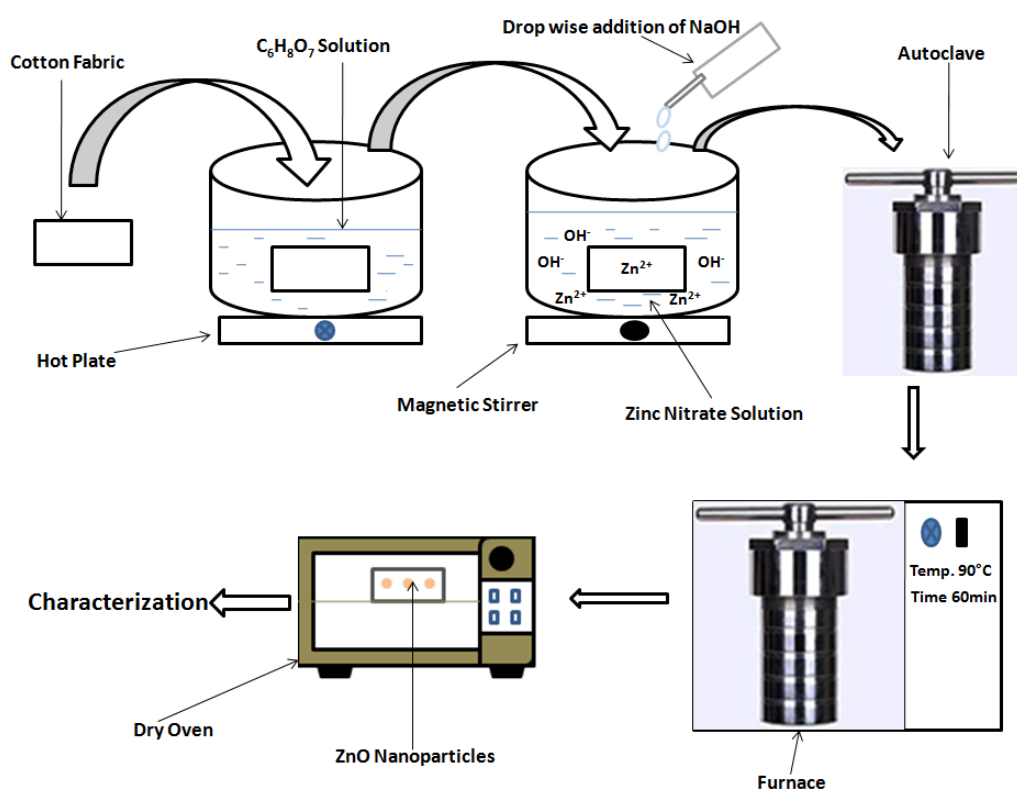 Drop wise addition of NaOH
C₆H₈O₇ Solution
Cotton Fabric
Autoclave
OH⁻
OH⁻
Zn²⁺
OH⁻
Zn²⁺
Zn²⁺
Hot Plate
Magnetic Stirrer
Zinc Nitrate Solution
Temp. 90°C
Time 60min
Characterization
Dry Oven
ZnO Nanoparticles
Furnace